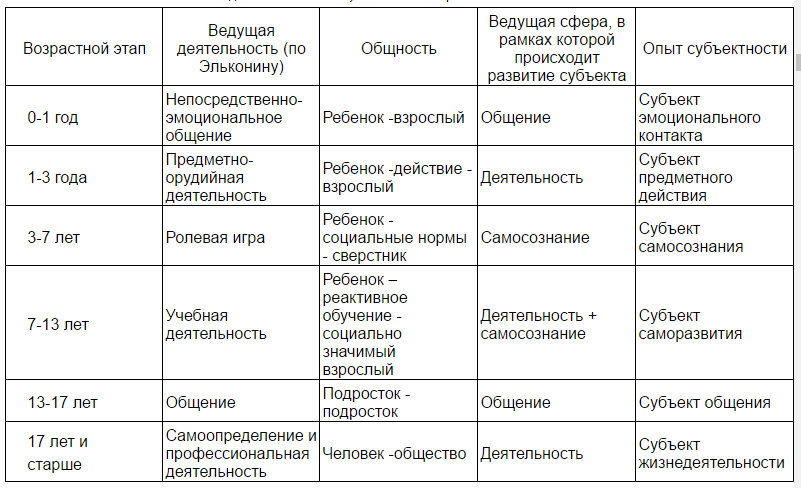 Возрастной этап
Ведущая
деятельность (по
Эльконину)
Общность
Ведущая сфера, в
рамках которой
происходит
развитие субъекта
Опыт субъектности
0-1 год
Непосредственно-
эмоциональное
общение
Ребенок -взрослый
Общение
Субъект
эмоционального
контакта
1-3 года
Предметно-
орудийная
деятельность
Ребенок -действие -
взрослый
Деятельность
Субъект
предметного
действия
3-7 лет
Ролевая игра
Ребенок -
социальные нормы
- сверстник
Самосознание
Субъект
самосознания
7-13 лет
Учебная
деятельность
Ребенок –
реактивное
обучение -
социально
значимый
взрослый
Деятельность +
самосознание
Субъект
саморазвития
13-17 лет
Общение
Подросток -
подросток
Общение
Субъект общения
17 лет и
старше
Самоопределение и
профессиональная
деятельность
Человек -общество
Деятельность
Субъект
жизнедеятельности